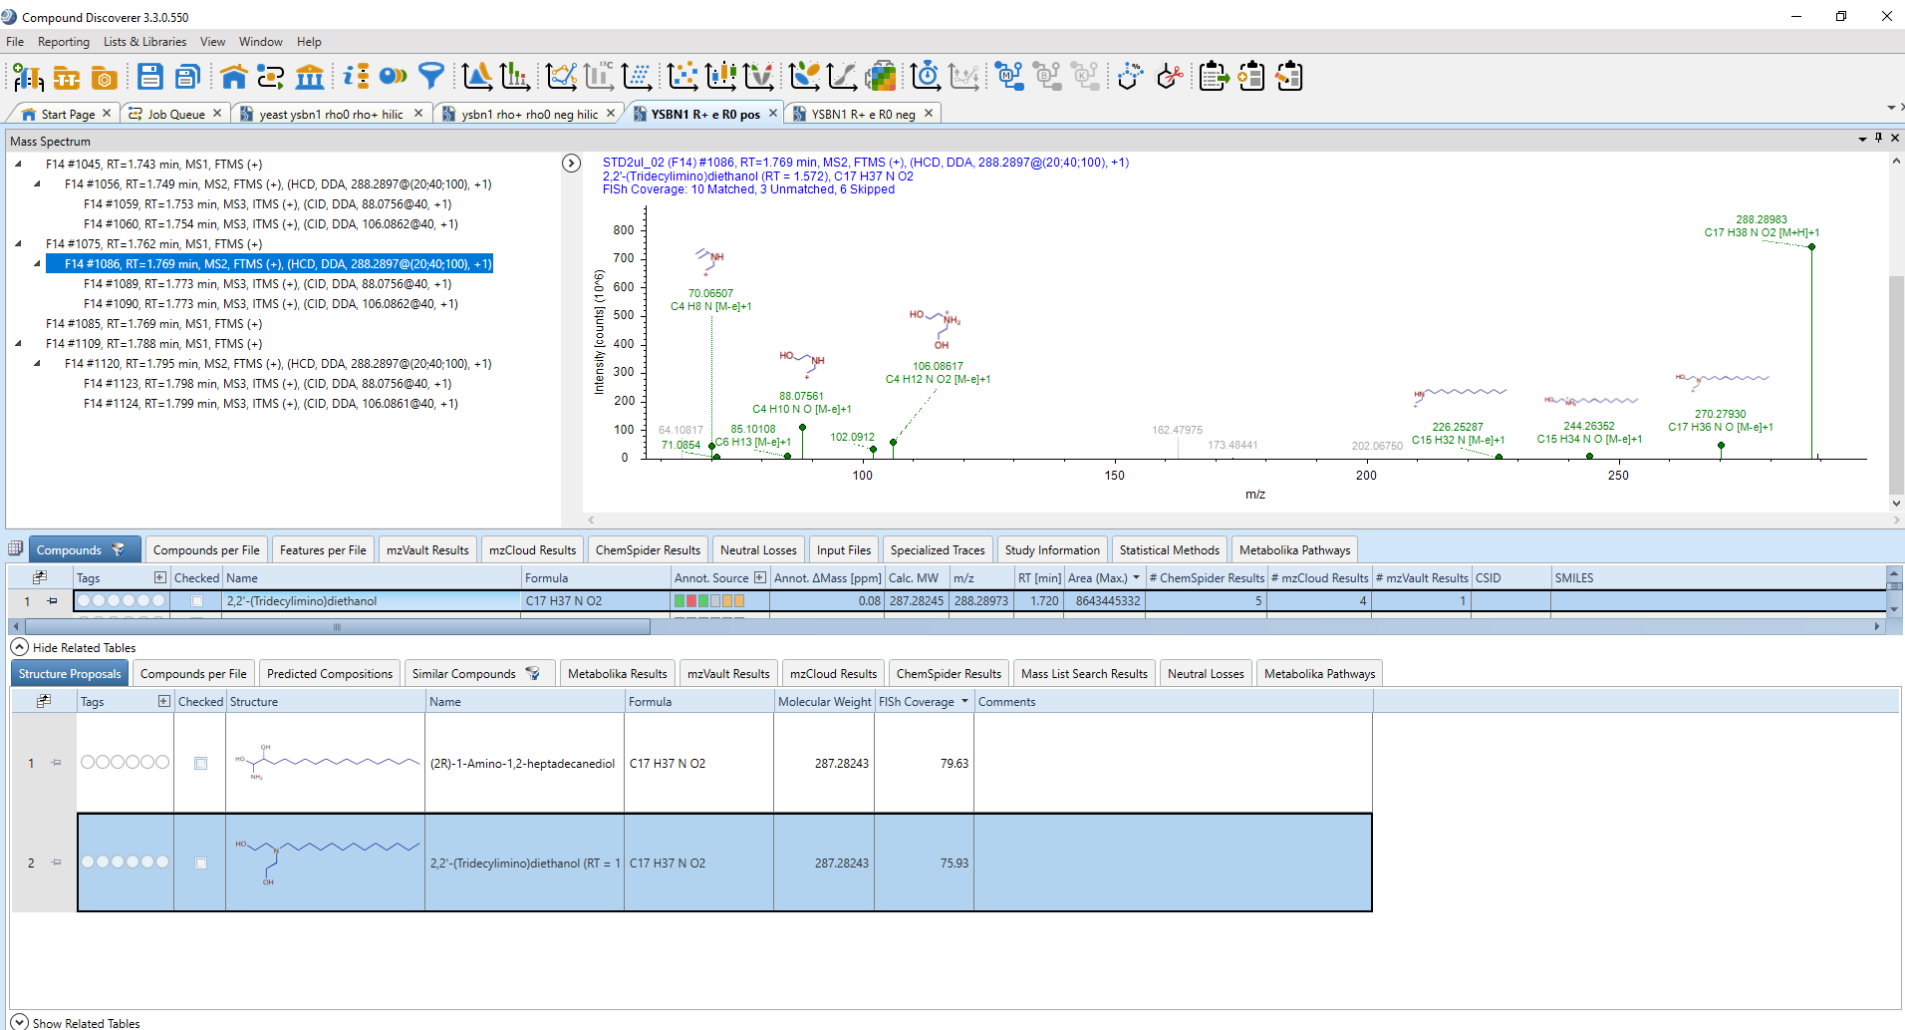 Compound Discoverer 3.3.0.550
File Reporting Lists & Libraries View Window Help
Start Page Job Queue yeast ysbn1 rho0 rho+ hilic ysbn1 rho+ rho0 neg hilic YSBN1 R+ e R0 pos YSBN1 R+ e R0 neg
Mass Spectrum
F14 #1045, RT=1.743 min, MS1, FTMS (+)
F14 #1056, RT=1.749 min, MS2, FTMS (+), (HCD, DDA, 288.2897@(20;40;100), +1)
F14 #1059, RT=1.753 min, MS3, ITMS (+), (CID, DDA, 88.0756@40, +1)
F14 #1060, RT=1.754 min, MS3, ITMS (+), (CID, DDA, 106.0862@40, +1)
F14 #1075, RT=1.762 min, MS1, FTMS (+)
F14 #1086, RT=1.769 min, MS2, FTMS (+), (HCD, DDA, 288.2897@(20;40;100), +1)
F14 #1089, RT=1.773 min, MS3, ITMS (+), (CID, DDA, 88.0756@40, +1)
F14 #1090, RT=1.773 min, MS3, ITMS (+), (CID, DDA, 106.0862@40, +1)
F14 #1085, RT=1.769 min, MS1, FTMS (+)
F14 #1109, RT=1.788 min, MS1, FTMS (+)
F14 #1120, RT=1.795 min, MS2, FTMS (+), (HCD, DDA, 288.2897@(20;40;100), +1)
F14 #1123, RT=1.798 min, MS3, ITMS (+), (CID, DDA, 88.0756@40, +1)
F14 #1124, RT=1.799 min, MS3, ITMS (+), (CID, DDA, 106.0861@40, +1)
STD2ul_02 (F14) #1086, RT=1.769 min, MS2, FTMS (+), (HCD, DDA, 288.2897@(20;40;100), +1)
2,2'-(Tridecylimino)diethanol (RT = 1.572), C17 H37 N O2
FISh Coverage: 10 Matched, 3 Unmatched, 6 Skipped
Intensity [counts] (10^6)
800
700
600
500
400
300
200
100
0
NH
70.06507
C4 H8 N [M-e]+1
HO NH
88.07561
C4 H10 N O [M-e]+1
HO NH₂
OH
106.08617
C4 H12 N O2 [M-e]+1
288.28983
C17 H38 N O2 [M+H]+1
HN
226.25287
C15 H32 N [M-e]+1
HO NH₂
244.26352
C15 H34 N O [M-e]+1
HO N
270.27930
C17 H36 N O [M-e]+1
64.10817
71.0854
85.10108
C6 H13 [M-e]+1
102.0912
162.47975
173.48441
202.06750
100 150 200 250
m/z
Compounds Compounds per File Features per File mzVault Results mzCloud Results ChemSpider Results Neutral Losses Input Files Specialized Traces Study Information Statistical Methods Metabolika Pathways
Tags Checked Name Formula Annot. Source Annot. ΔMass [ppm] Calc. MW m/z RT [min] Area (Max.) # ChemSpider Results # mzCloud Results # mzVault Results CSID SMILES
1 2,2'-(Tridecylimino)diethanol C17 H37 N O2 0.08 287.28245 288.28973 1.720 8643445332 5 4 1
Hide Related Tables
Structure Proposals Compounds per File Predicted Compositions Similar Compounds Metabolika Results mzVault Results mzCloud Results ChemSpider Results Mass List Search Results Neutral Losses Metabolika Pathways
Tags Checked Structure Name Formula Molecular Weight FISh Coverage Comments
OH
HO
NH₂
1 (2R)-1-Amino-1,2-heptadecanediol C17 H37 N O2 287.28243 79.63
HO N
OH
2 2,2'-(Tridecylimino)diethanol (RT = 1 C17 H37 N O2 287.28243 75.93
Show Related Tables